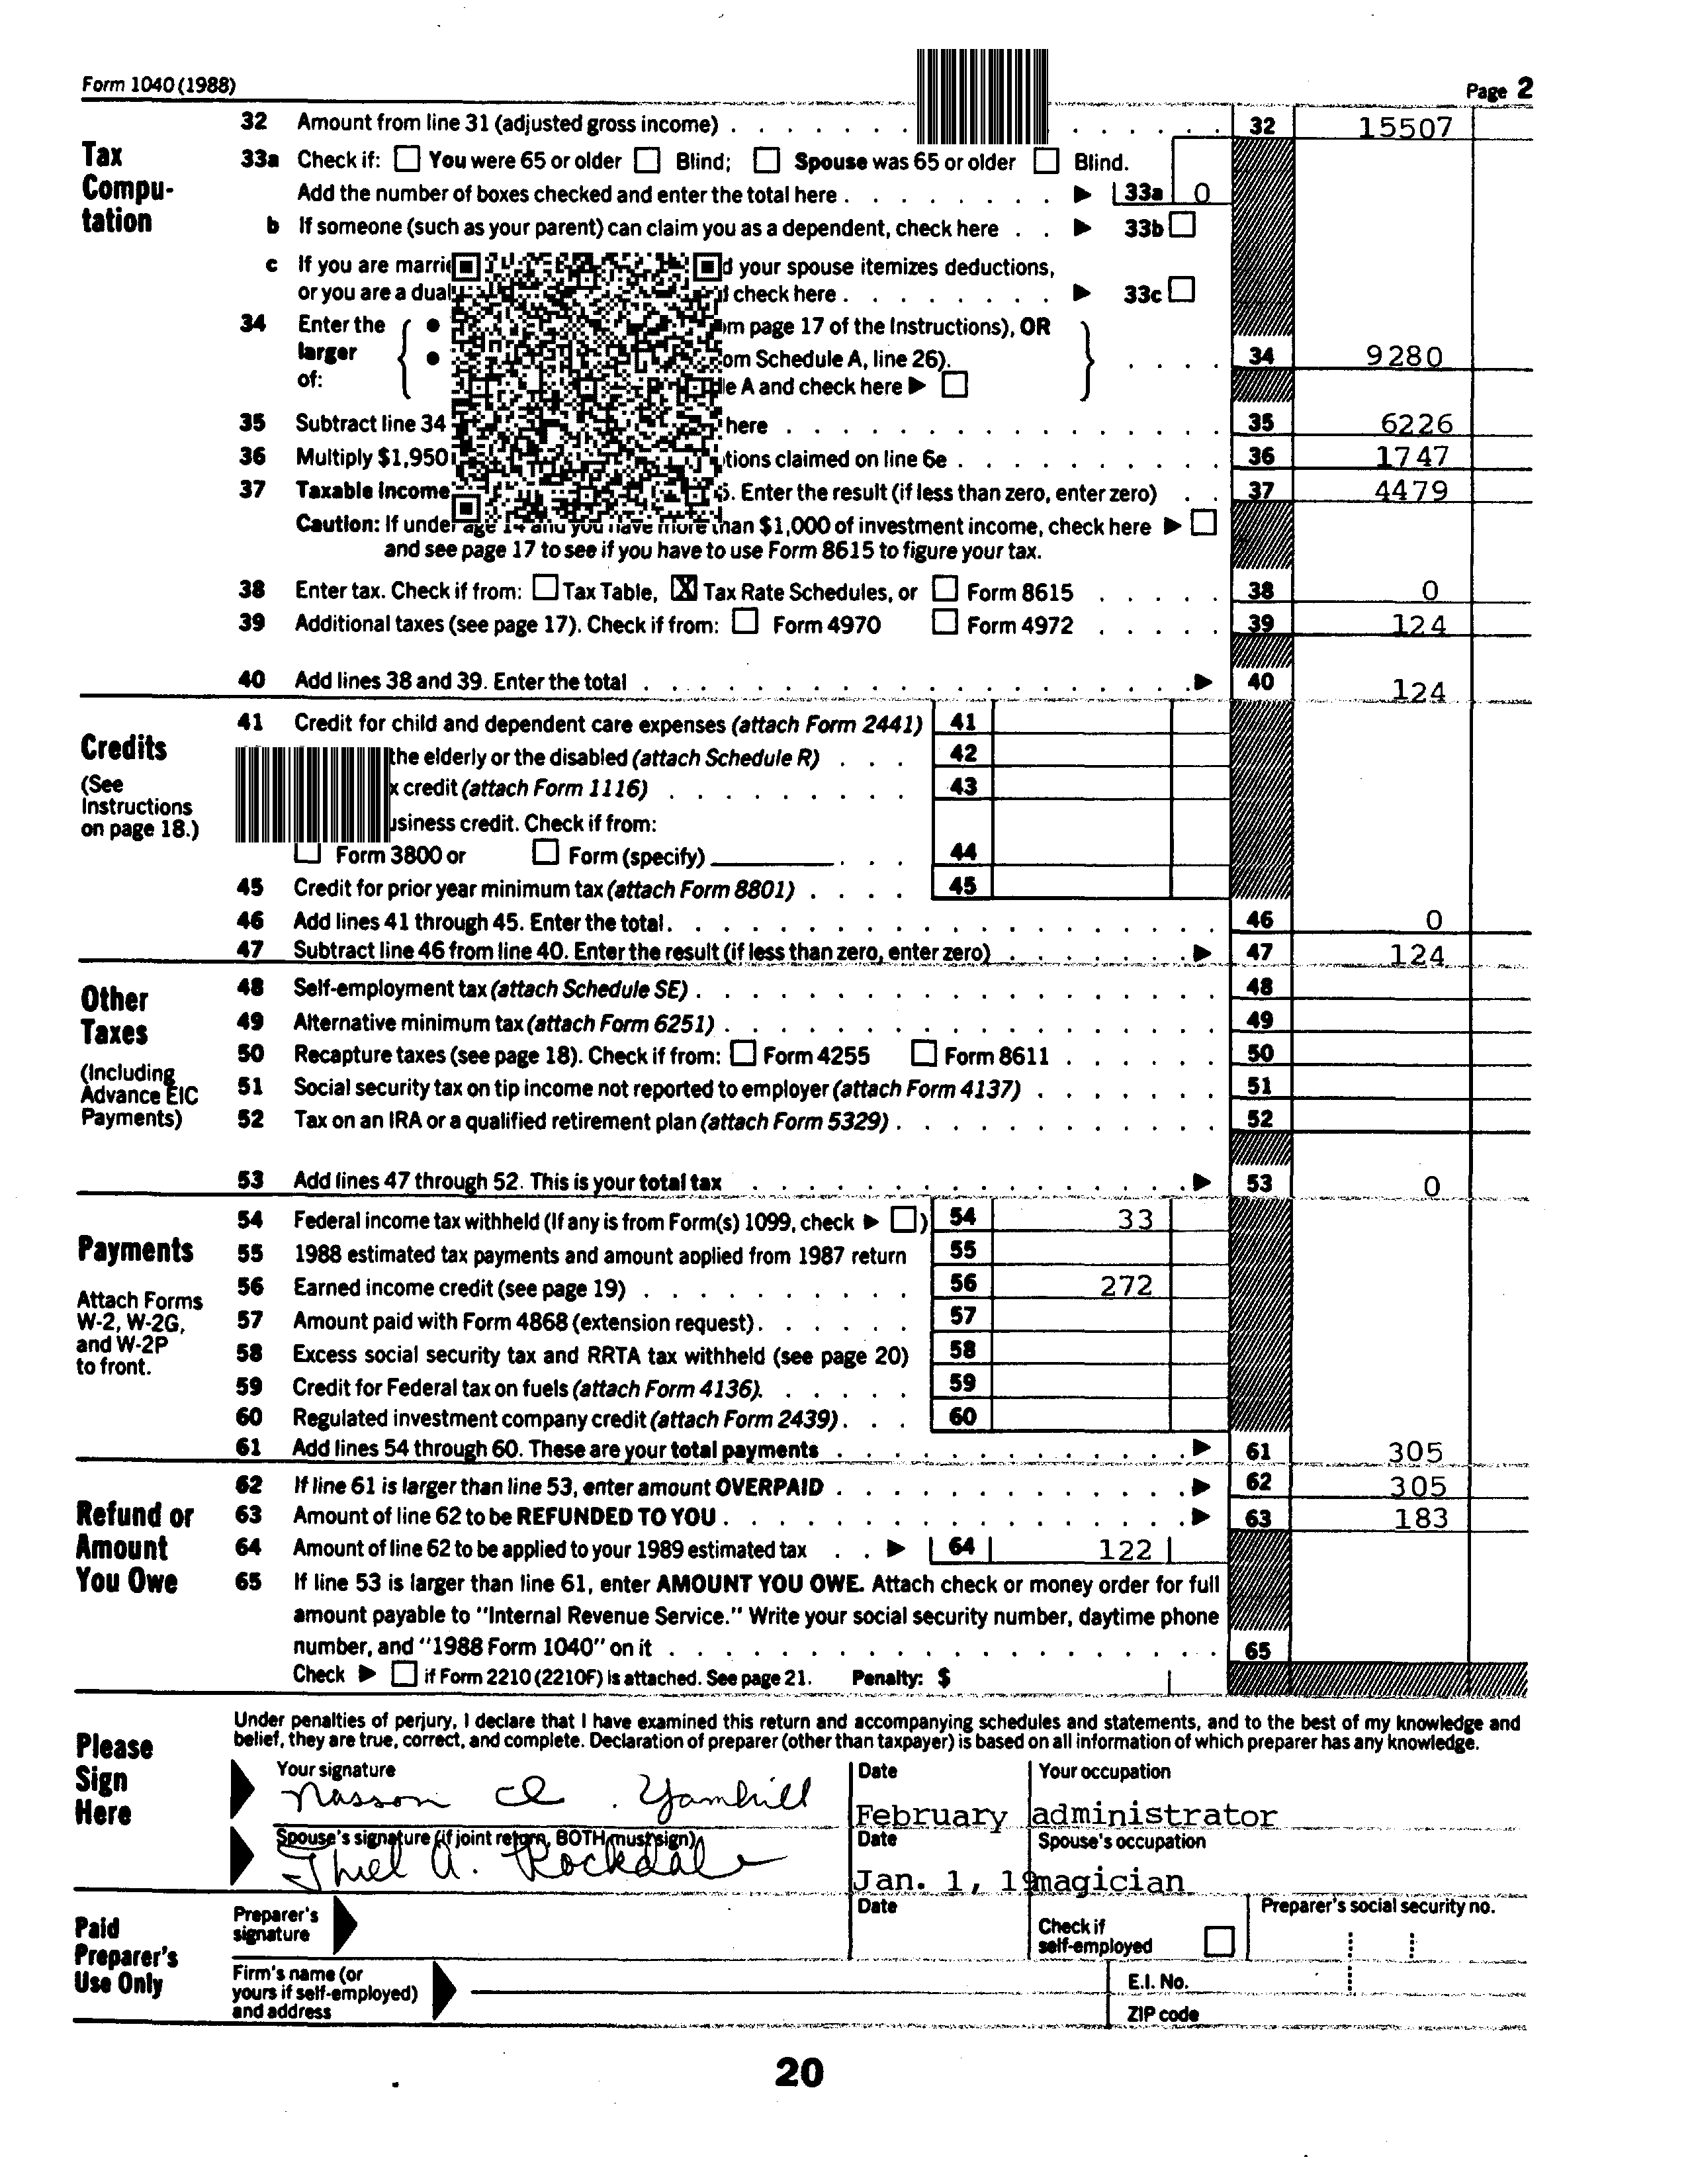 Form 1040 (1988)
Page 2
Tax Compu-
tation
32 Amount from line 31 (adjusted gross income) 32 15507
33a Check if: You were 65 or older Blind; Spouse was 65 or older Blind.
Add the number of boxes checked and enter the total here 33a 0
b If someone (such as your parent) can claim you as a dependent, check here 33b
c If you are d your spouse itemizes deductions,
or you are a check here 33c
34 Enter the larger of: page 17 of the Instructions), OR
Schedule A, line 26).
A and check here
34 9280
35 Subtract line 34 here 35 6226
36 Multiply $1,950 claimed on line 6e 36 1747
37 Taxable income Enter the result (if less than zero, enter zero) 37 4479
Caution: If under age 14 and you have more than $1,000 of investment income, check here
and see page 17 to see if you have to use Form 8615 to figure your tax.
38 Enter tax. Check if from: Tax Table, X Tax Rate Schedules, or Form 8615 38 0
39 Additional taxes (see page 17). Check if from: Form 4970 Form 4972 39 124
40 Add lines 38 and 39. Enter the total 40 124
Credits
(See
Instructions
on page 18.)
41 Credit for child and dependent care expenses (attach Form 2441) 41
the elderly or the disabled (attach Schedule R) 42
x credit (attach Form 1116) 43
usiness credit. Check if from:
Form 3800 or Form (specify) 44
45 Credit for prior year minimum tax (attach Form 8801) 45
46 Add lines 41 through 45. Enter the total 46 0
47 Subtract line 46 from line 40. Enter the result (if less than zero, enter zero) 47 124
Other
Taxes
(Including
Advance EIC
Payments)
48 Self-employment tax (attach Schedule SE) 48
49 Alternative minimum tax (attach Form 6251) 49
50 Recapture taxes (see page 18). Check if from: Form 4255 Form 8611 50
51 Social security tax on tip income not reported to employer (attach Form 4137) 51
52 Tax on an IRA or a qualified retirement plan (attach Form 5329) 52
53 Add lines 47 through 52. This is your total tax 53 0
Payments
Attach Forms
W-2, W-2G,
and W-2P
to front.
54 Federal income tax withheld (If any is from Form(s) 1099, check ) 54 33
55 1988 estimated tax payments and amount applied from 1987 return 55
56 Earned income credit (see page 19) 56 272
57 Amount paid with Form 4868 (extension request) 57
58 Excess social security tax and RRTA tax withheld (see page 20) 58
59 Credit for Federal tax on fuels (attach Form 4136). 59
60 Regulated investment company credit (attach Form 2439) 60
61 Add lines 54 through 60. These are your total payments 61 305
Refund or
Amount
You Owe
62 If line 61 is larger than line 53, enter amount OVERPAID 62 305
63 Amount of line 62 to be REFUNDED TO YOU 63 183
64 Amount of line 62 to be applied to your 1989 estimated tax 64 122
65 If line 53 is larger than line 61, enter AMOUNT YOU OWE. Attach check or money order for full
amount payable to "Internal Revenue Service." Write your social security number, daytime phone
number, and "1988 Form 1040" on it 65
Check if Form 2210 (2210F) is attached. See page 21. Penalty: $
Please
Sign
Here
Under penalties of perjury, I declare that I have examined this return and accompanying schedules and statements, and to the best of my knowledge and
belief, they are true, correct, and complete. Declaration of preparer (other than taxpayer) is based on all information of which preparer has any knowledge.
Your signature Date Your occupation
Nasson Yamhill February administrator
Spouse's signature (if joint return, BOTH must sign) Date Spouse's occupation
Thiel A. Rockdale Jan. 1, 19 magician
Paid
Preparer's
Use Only
Preparer's
signature
Date
Check if
self-employed
Preparer's social security no.
Firm's name (or
yours if self-employed)
and address
E.I. No.
ZIP code
20